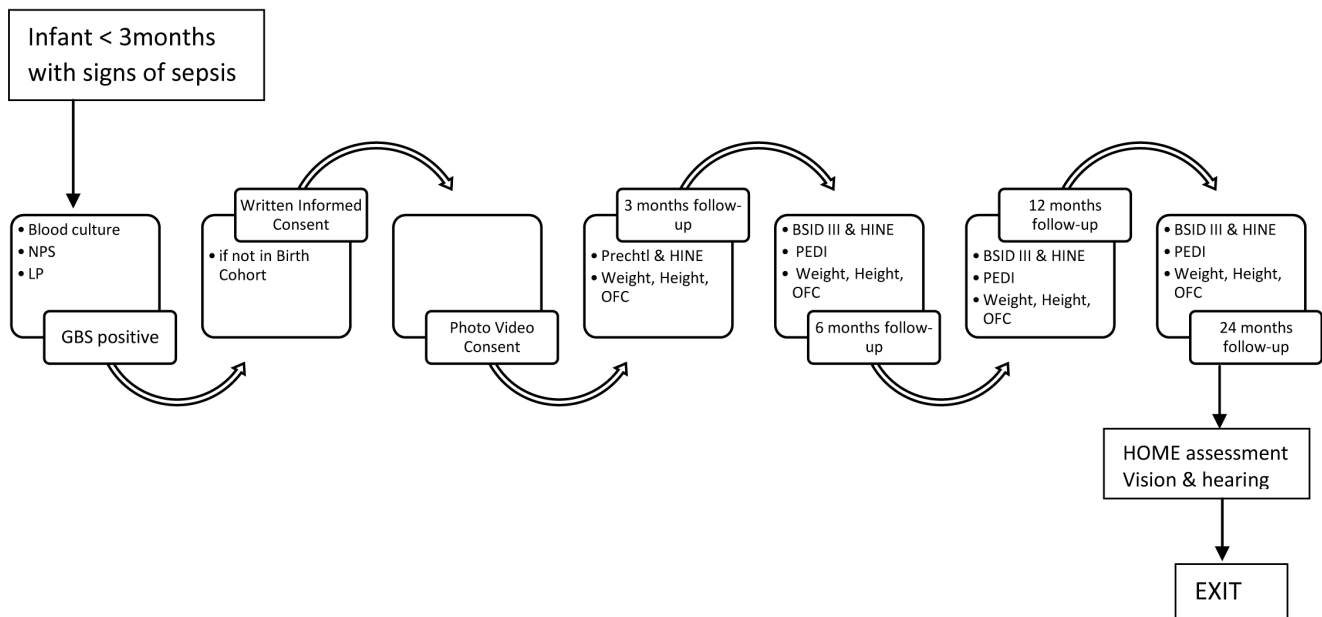 Infant < 3months
with signs of sepsis
• Blood culture
• NPS
• LP
GBS positive
Written Informed
Consent
• if not in Birth
Cohort
Photo Video
Consent
3 months follow-
up
• Prechtl & HINE
• Weight, Height,
OFC
• BSID III & HINE
• PEDI
• Weight, Height,
OFC
6 months follow-
up
12 months
follow-up
• BSID III & HINE
• PEDI
• Weight, Height,
OFC
• BSID III & HINE
• PEDI
• Weight, Height,
OFC
24 months
follow-up
HOME assessment
Vision & hearing
EXIT